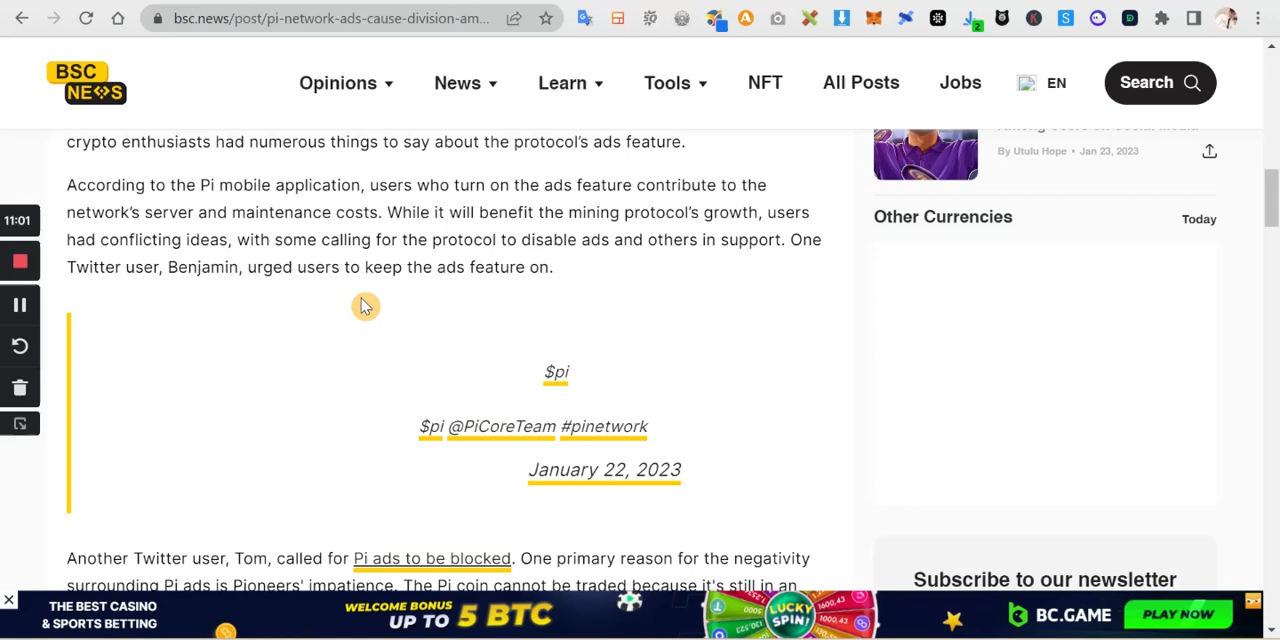 bsc.news/post/pi-network-ads-cause-division-am...
2
BSC
NEWS
Opinions
News
Learn
Tools
NFT
All Posts
Jobs
EN
Search
crypto enthusiasts had numerous things to say about the protocol's ads feature.
According to the Pi mobile application, users who turn on the ads feature contribute to the
network's server and maintenance costs. While it will benefit the mining protocol's growth, users
had conflicting ideas, with some calling for the protocol to disable ads and others in support. One
Twitter user, Benjamin, urged users to keep the ads feature on.
$pi
$pi @PiCoreTeam #pinetwork
January 22, 2023
Another Twitter user, Tom, called for Pi ads to be blocked. One primary reason for the negativity
surrounding Pi ads is Pioneers' impatience. The Pi coin cannot be traded because it's still in an
11:01
Among Users on Social Media
By Utulu Hope • Jan 23, 2023
Other Currencies
Today
Subscribe to our newsletter
THE BEST CASINO
& SPORTS BETTING
WELCOME BONUS
UP TO 5 BTC
LUCKY
SPIN!
BC.GAME
PLAY NOW